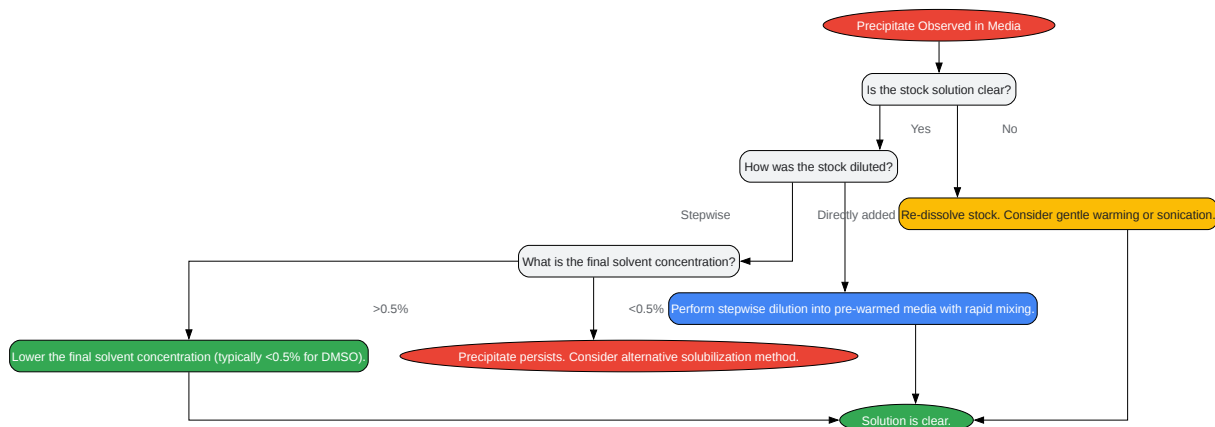 Precipitate Observed in Media
Is the stock solution clear?
Yes
No
How was the stock diluted?
Stepwise
Directly added
Re-dissolve stock. Consider gentle warming or sonication.
What is the final solvent concentration?
>0.5%
<0.5%
Perform stepwise dilution into pre-warmed media with rapid mixing.
Lower the final solvent concentration (typically <0.5% for DMSO).
Precipitate persists. Consider alternative solubilization method.
Solution is clear.